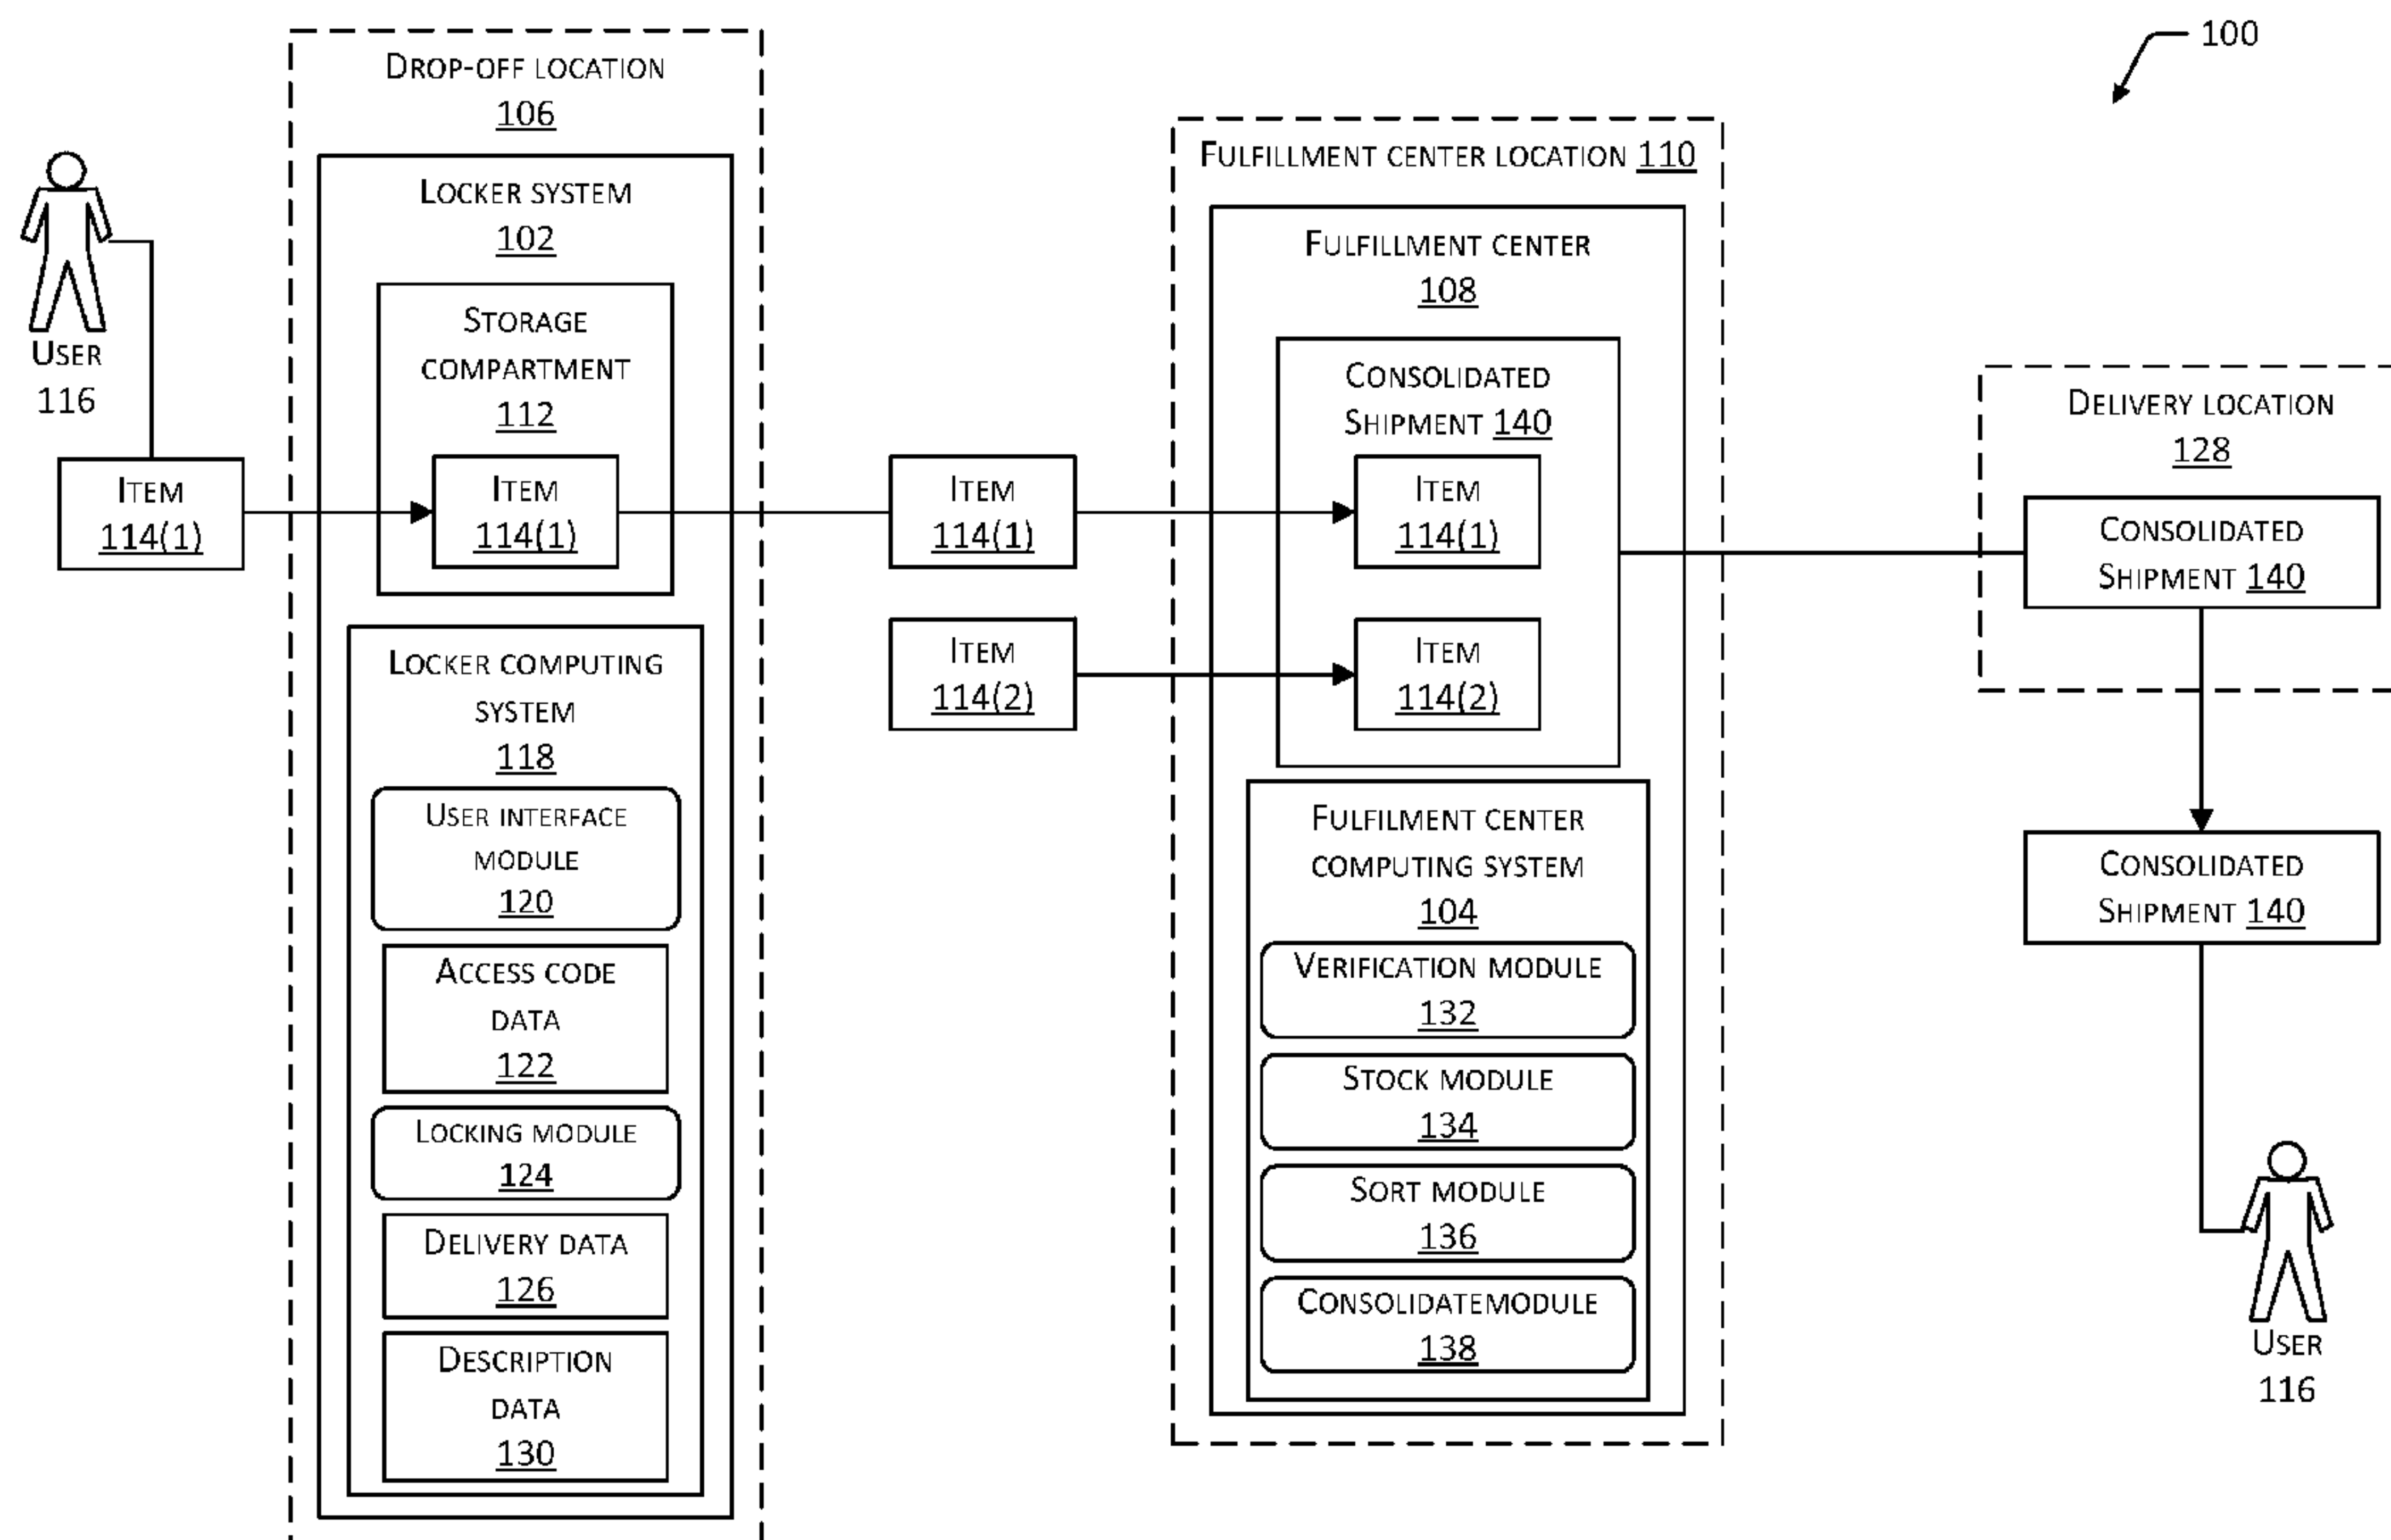 100
DROP-OFF LOCATION
106
LOCKER SYSTEM
102
STORAGE
COMPARTMENT
112
ITEM
114(1)
USER
116
ITEM
114(1)
LOCKER COMPUTING
SYSTEM
118
USER INTERFACE
MODULE
120
ACCESS CODE
DATA
122
LOCKING MODULE
124
DELIVERY DATA
126
DESCRIPTION
DATA
130
ITEM
114(1)
ITEM
114(2)
FULFILLMENT CENTER LOCATION 110
FULFILLMENT CENTER
108
CONSOLIDATED
SHIPMENT 140
ITEM
114(1)
ITEM
114(2)
FULFILMENT CENTER
COMPUTING SYSTEM
104
VERIFICATION MODULE
132
STOCK MODULE
134
SORT MODULE
136
CONSOLIDATEMODULE
138
DELIVERY LOCATION
128
CONSOLIDATED
SHIPMENT 140
CONSOLIDATED
SHIPMENT 140
USER
116